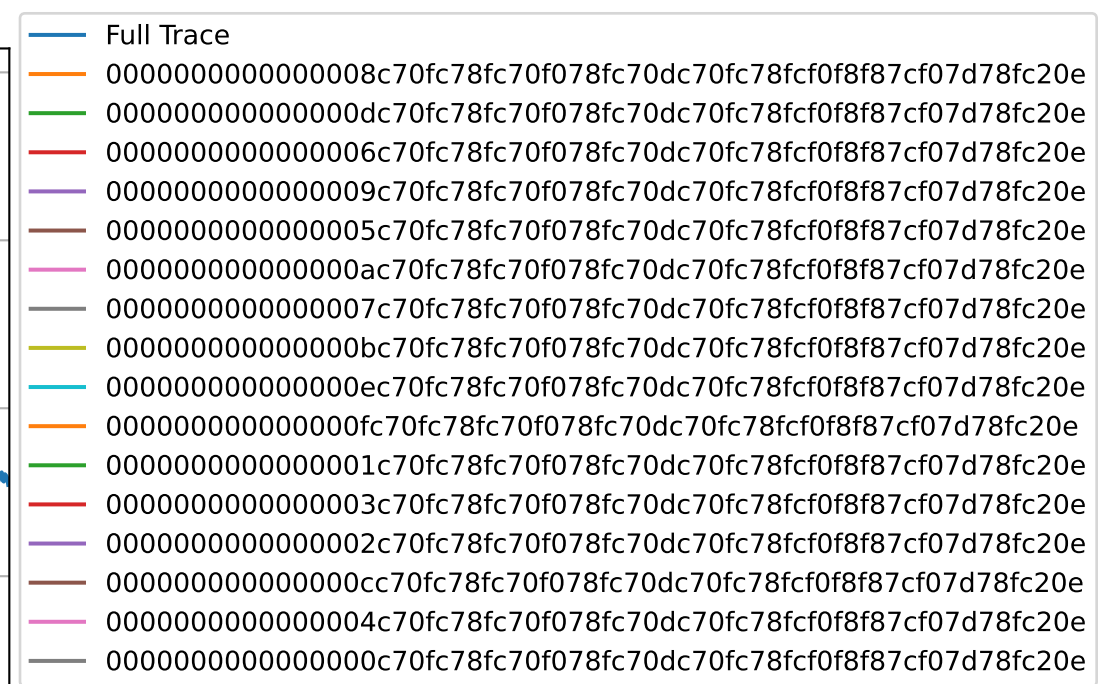 Full Trace
0000000000000008c70fc78fc70f078fc70dc70fc78fcf0f8f87cf07d78fc20e
000000000000000dc70fc78fc70f078fc70dc70fc78fcf0f8f87cf07d78fc20e
0000000000000006c70fc78fc70f078fc70dc70fc78fcf0f8f87cf07d78fc20e
0000000000000009c70fc78fc70f078fc70dc70fc78fcf0f8f87cf07d78fc20e
0000000000000005c70fc78fc70f078fc70dc70fc78fcf0f8f87cf07d78fc20e
000000000000000ac70fc78fc70f078fc70dc70fc78fcf0f8f87cf07d78fc20e
0000000000000007c70fc78fc70f078fc70dc70fc78fcf0f8f87cf07d78fc20e
000000000000000bc70fc78fc70f078fc70dc70fc78fcf0f8f87cf07d78fc20e
000000000000000ec70fc78fc70f078fc70dc70fc78fcf0f8f87cf07d78fc20e
000000000000000fc70fc78fc70f078fc70dc70fc78fcf0f8f87cf07d78fc20e
0000000000000001c70fc78fc70f078fc70dc70fc78fcf0f8f87cf07d78fc20e
0000000000000003c70fc78fc70f078fc70dc70fc78fcf0f8f87cf07d78fc20e
0000000000000002c70fc78fc70f078fc70dc70fc78fcf0f8f87cf07d78fc20e
000000000000000cc70fc78fc70f078fc70dc70fc78fcf0f8f87cf07d78fc20e
0000000000000004c70fc78fc70f078fc70dc70fc78fcf0f8f87cf07d78fc20e
0000000000000000c70fc78fc70f078fc70dc70fc78fcf0f8f87cf07d78fc20e